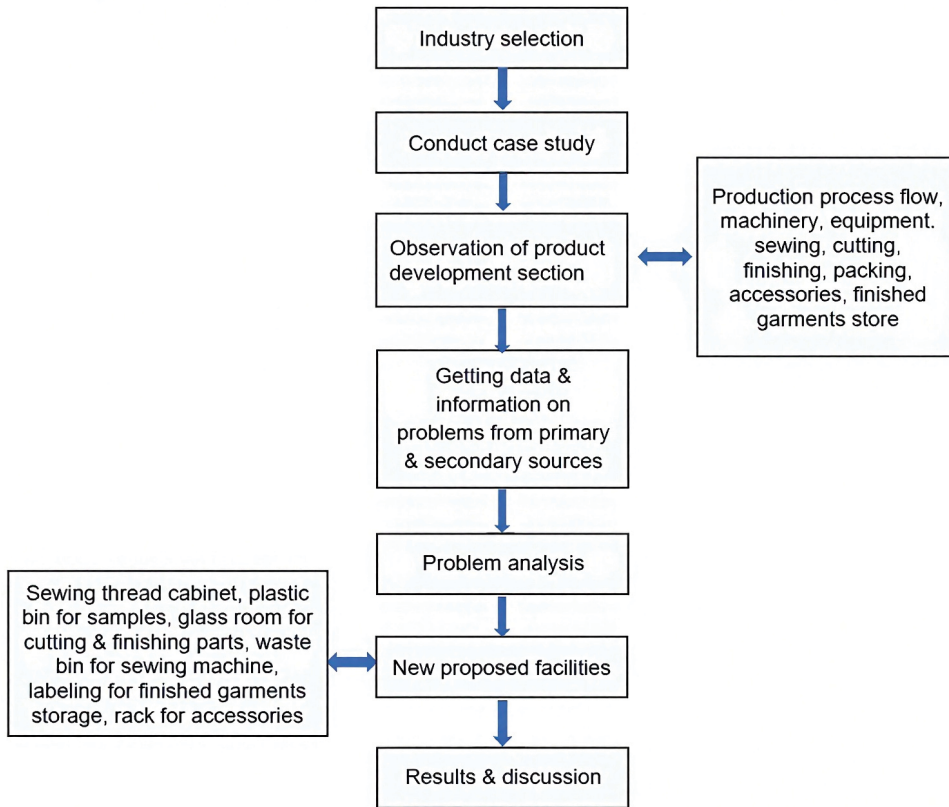 Industry selection
Conduct case study
Observation of product
development section
Production process flow,
machinery, equipment.
sewing, cutting,
finishing, packing,
accessories, finished
garments store
Getting data &
information on
problems from primary
& secondary sources
Problem analysis
Sewing thread cabinet, plastic
bin for samples, glass room for
cutting & finishing parts, waste
bin for sewing machine,
labeling for finished garments
storage, rack for accessories
New proposed facilities
Results & discussion